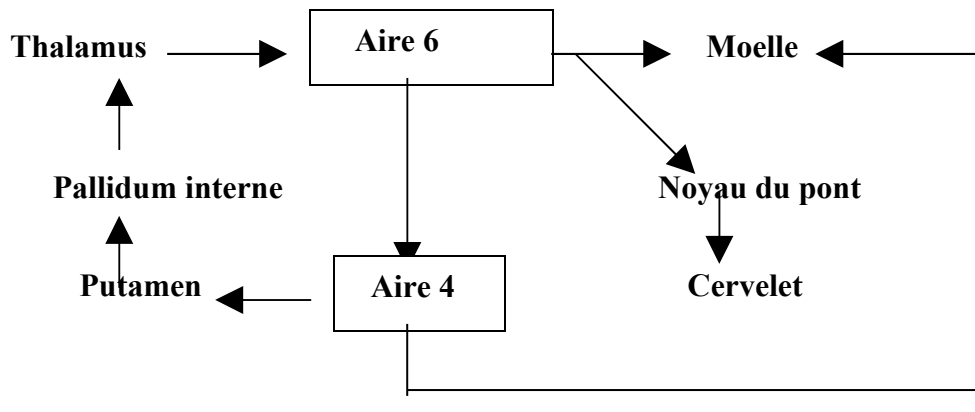 Thalamus
Aire 6
Moelle
Pallidum interne
Noyau du pont
Putamen
Aire 4
Cervelet